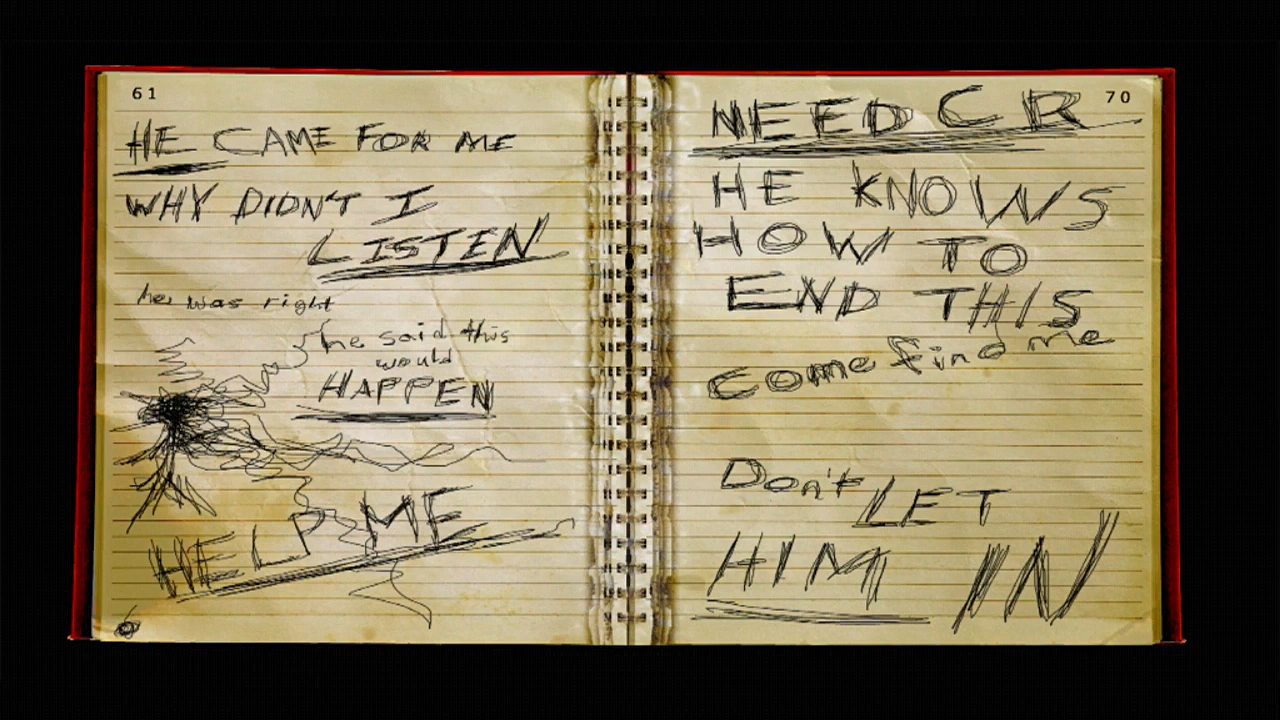 61
HE CAME FOR ME
WHY DIDN'T I
LISTEN
he was right
he said this
would
HAPPEN
HELP ME
70
NEED CR
HE KNOWS
HOW TO
END THIS
come find me
Don't LET
HIM IN